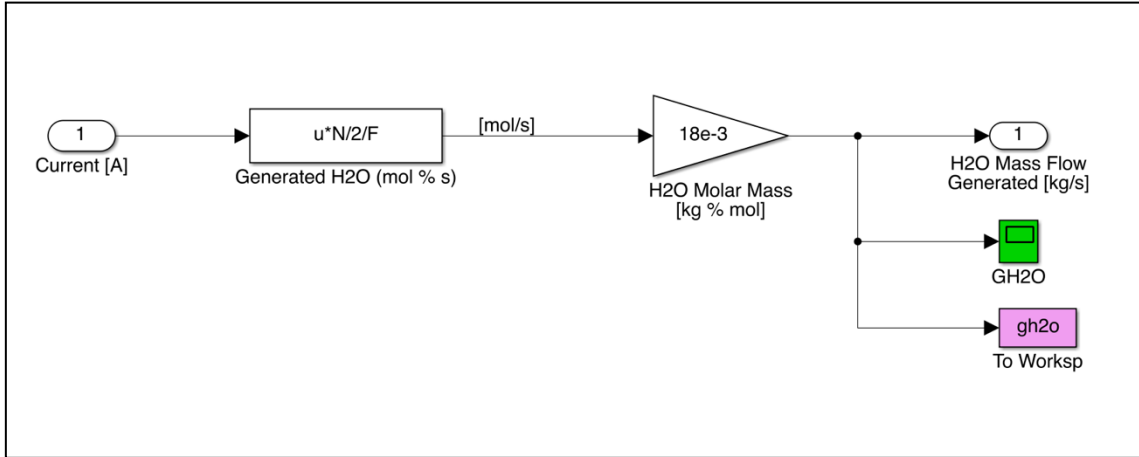 1
Current [A]
u*N/2/F
Generated H2O (mol % s)
[mol/s]
18e-3
H2O Molar Mass
[kg % mol]
1
H2O Mass Flow
Generated [kg/s]
GH2O
gh2o
To Worksp